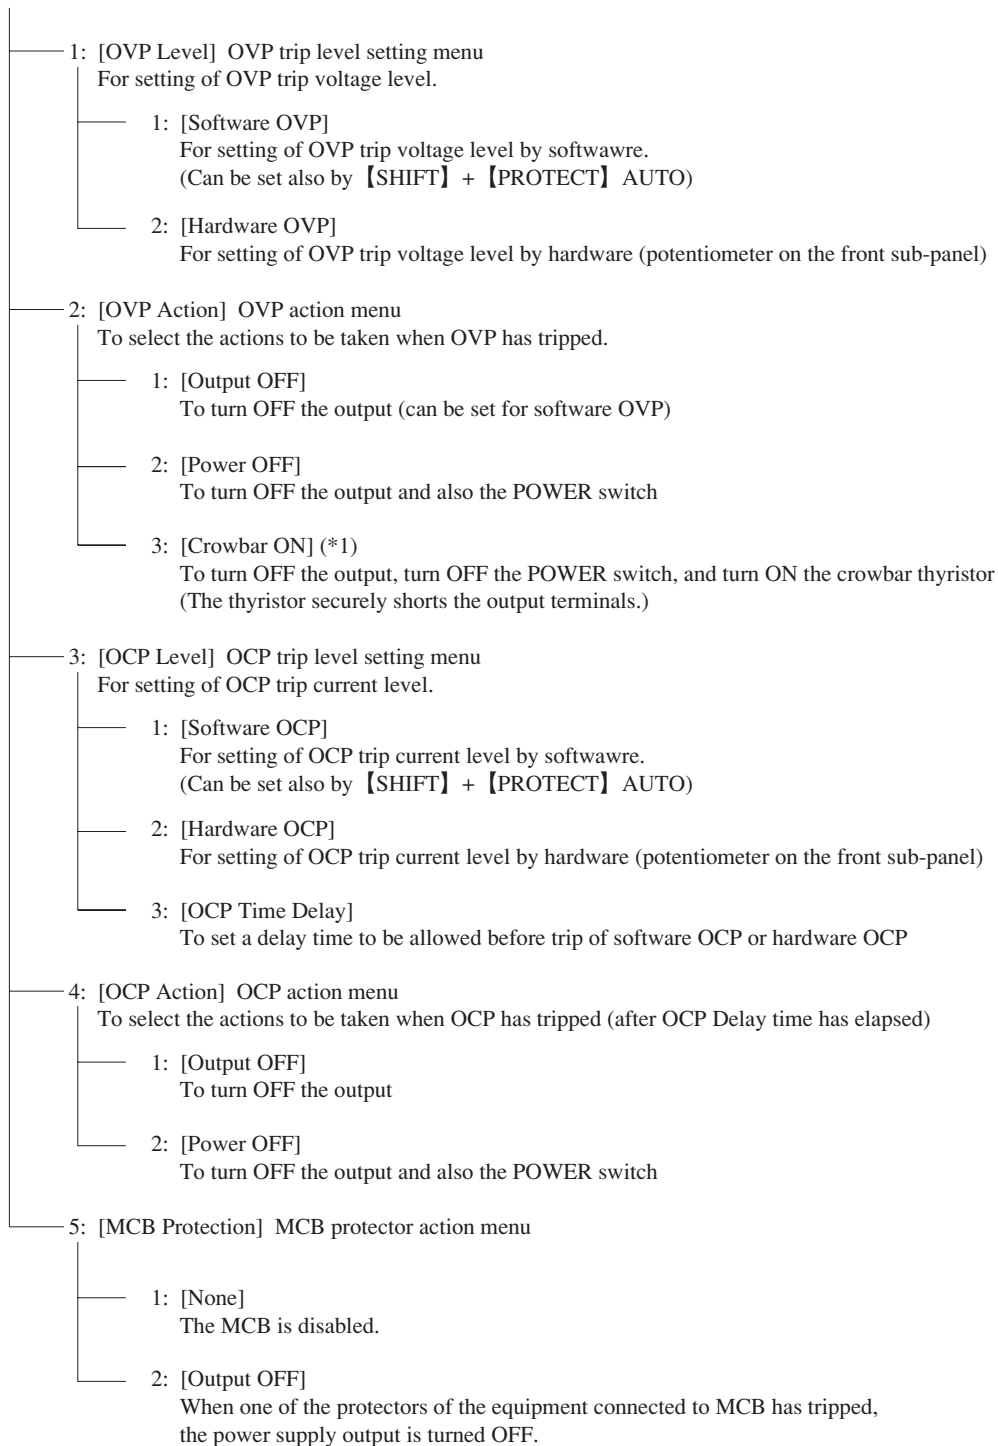 1: [OVP Level] OVP trip level setting menu
For setting of OVP trip voltage level.
1: [Software OVP]
For setting of OVP trip voltage level by softwawre.
(Can be set also by 【SHIFT】 + 【PROTECT】 AUTO)
2: [Hardware OVP]
For setting of OVP trip voltage level by hardware (potentiometer on the front sub-panel)
2: [OVP Action] OVP action menu
To select the actions to be taken when OVP has tripped.
1: [Output OFF]
To turn OFF the output (can be set for software OVP)
2: [Power OFF]
To turn OFF the output and also the POWER switch
3: [Crowbar ON] (*1)
To turn OFF the output, turn OFF the POWER switch, and turn ON the crowbar thyristor
(The thyristor securely shorts the output terminals.)
3: [OCP Level] OCP trip level setting menu
For setting of OCP trip current level.
1: [Software OCP]
For setting of OCP trip current level by softwawre.
(Can be set also by 【SHIFT】 + 【PROTECT】 AUTO)
2: [Hardware OCP]
For setting of OCP trip current level by hardware (potentiometer on the front sub-panel)
3: [OCP Time Delay]
To set a delay time to be allowed before trip of software OCP or hardware OCP
4: [OCP Action] OCP action menu
To select the actions to be taken when OCP has tripped (after OCP Delay time has elapsed)
1: [Output OFF]
To turn OFF the output
2: [Power OFF]
To turn OFF the output and also the POWER switch
5: [MCB Protection] MCB protector action menu
1: [None]
The MCB is disabled.
2: [Output OFF]
When one of the protectors of the equipment connected to MCB has tripped,
the power supply output is turned OFF.